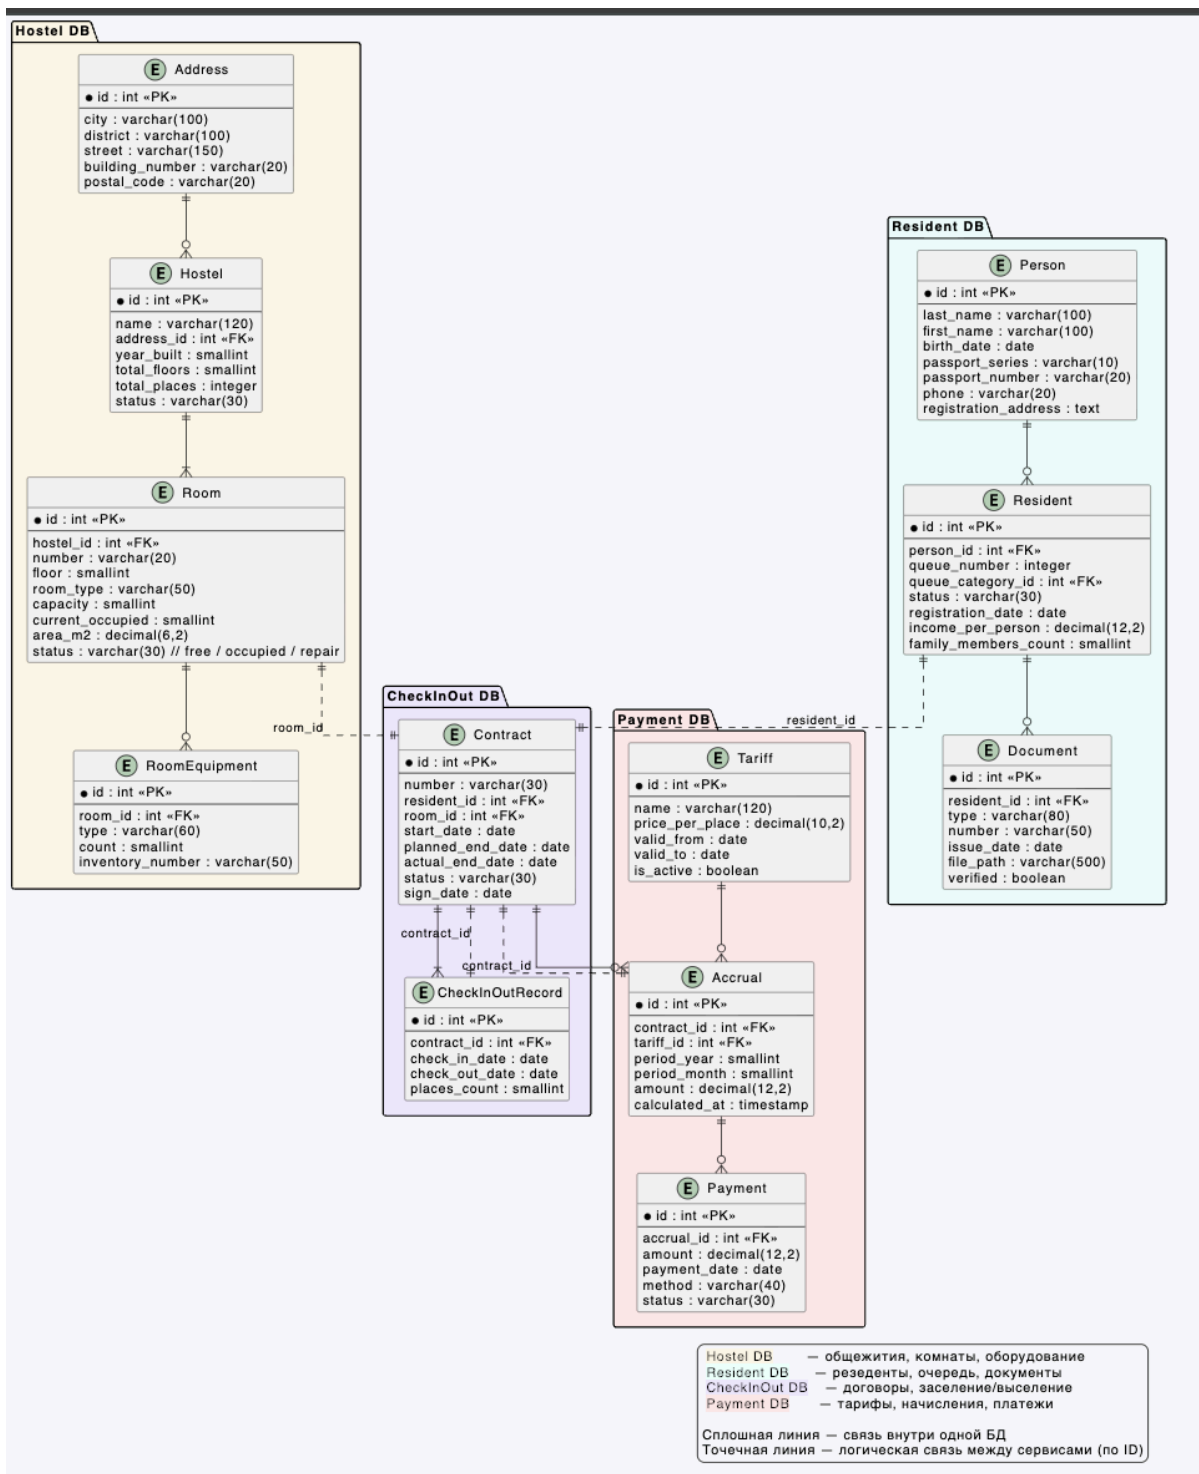 Hostel DB
E Address
● id : int «PK»
city : varchar(100)
district : varchar(100)
street : varchar(150)
building_number : varchar(20)
postal_code : varchar(20)
E Hostel
● id : int «PK»
name : varchar(120)
address_id : int «FK»
year_built : smallint
total_floors : smallint
total_places : integer
status : varchar(30)
E Room
● id : int «PK»
hostel_id : int «FK»
number : varchar(20)
floor : smallint
room_type : varchar(50)
capacity : smallint
current_occupied : smallint
area_m2 : decimal(6,2)
status : varchar(30) // free / occupied / repair
room_id
E RoomEquipment
● id : int «PK»
room_id : int «FK»
type : varchar(60)
count : smallint
inventory_number : varchar(50)
Resident DB
E Person
● id : int «PK»
last_name : varchar(100)
first_name : varchar(100)
birth_date : date
passport_series : varchar(10)
passport_number : varchar(20)
phone : varchar(20)
registration_address : text
E Resident
● id : int «PK»
person_id : int «FK»
queue_number : integer
queue_category_id : int «FK»
status : varchar(30)
registration_date : date
income_per_person : decimal(12,2)
family_members_count : smallint
resident_id
E Document
● id : int «PK»
resident_id : int «FK»
type : varchar(80)
number : varchar(50)
issue_date : date
file_path : varchar(500)
verified : boolean
CheckInOut DB
E Contract
● id : int «PK»
number : varchar(30)
resident_id : int «FK»
room_id : int «FK»
start_date : date
planned_end_date : date
actual_end_date : date
status : varchar(30)
sign_date : date
contract_id
contract_id
E CheckInOutRecord
● id : int «PK»
contract_id : int «FK»
check_in_date : date
check_out_date : date
places_count : smallint
Payment DB
E Tariff
● id : int «PK»
name : varchar(120)
price_per_place : decimal(10,2)
valid_from : date
valid_to : date
is_active : boolean
E Accrual
● id : int «PK»
contract_id : int «FK»
tariff_id : int «FK»
period_year : smallint
period_month : smallint
amount : decimal(12,2)
calculated_at : timestamp
E Payment
● id : int «PK»
accrual_id : int «FK»
amount : decimal(12,2)
payment_date : date
method : varchar(40)
status : varchar(30)
Hostel DB — общежития, комнаты, оборудование
Resident DB — резеденты, очередь, документы
CheckInOut DB — договоры, заселение/выселение
Payment DB — тарифы, начисления, платежи
Сплошная линия — связь внутри одной БД
Точечная линия — логическая связь между сервисами (по ID)